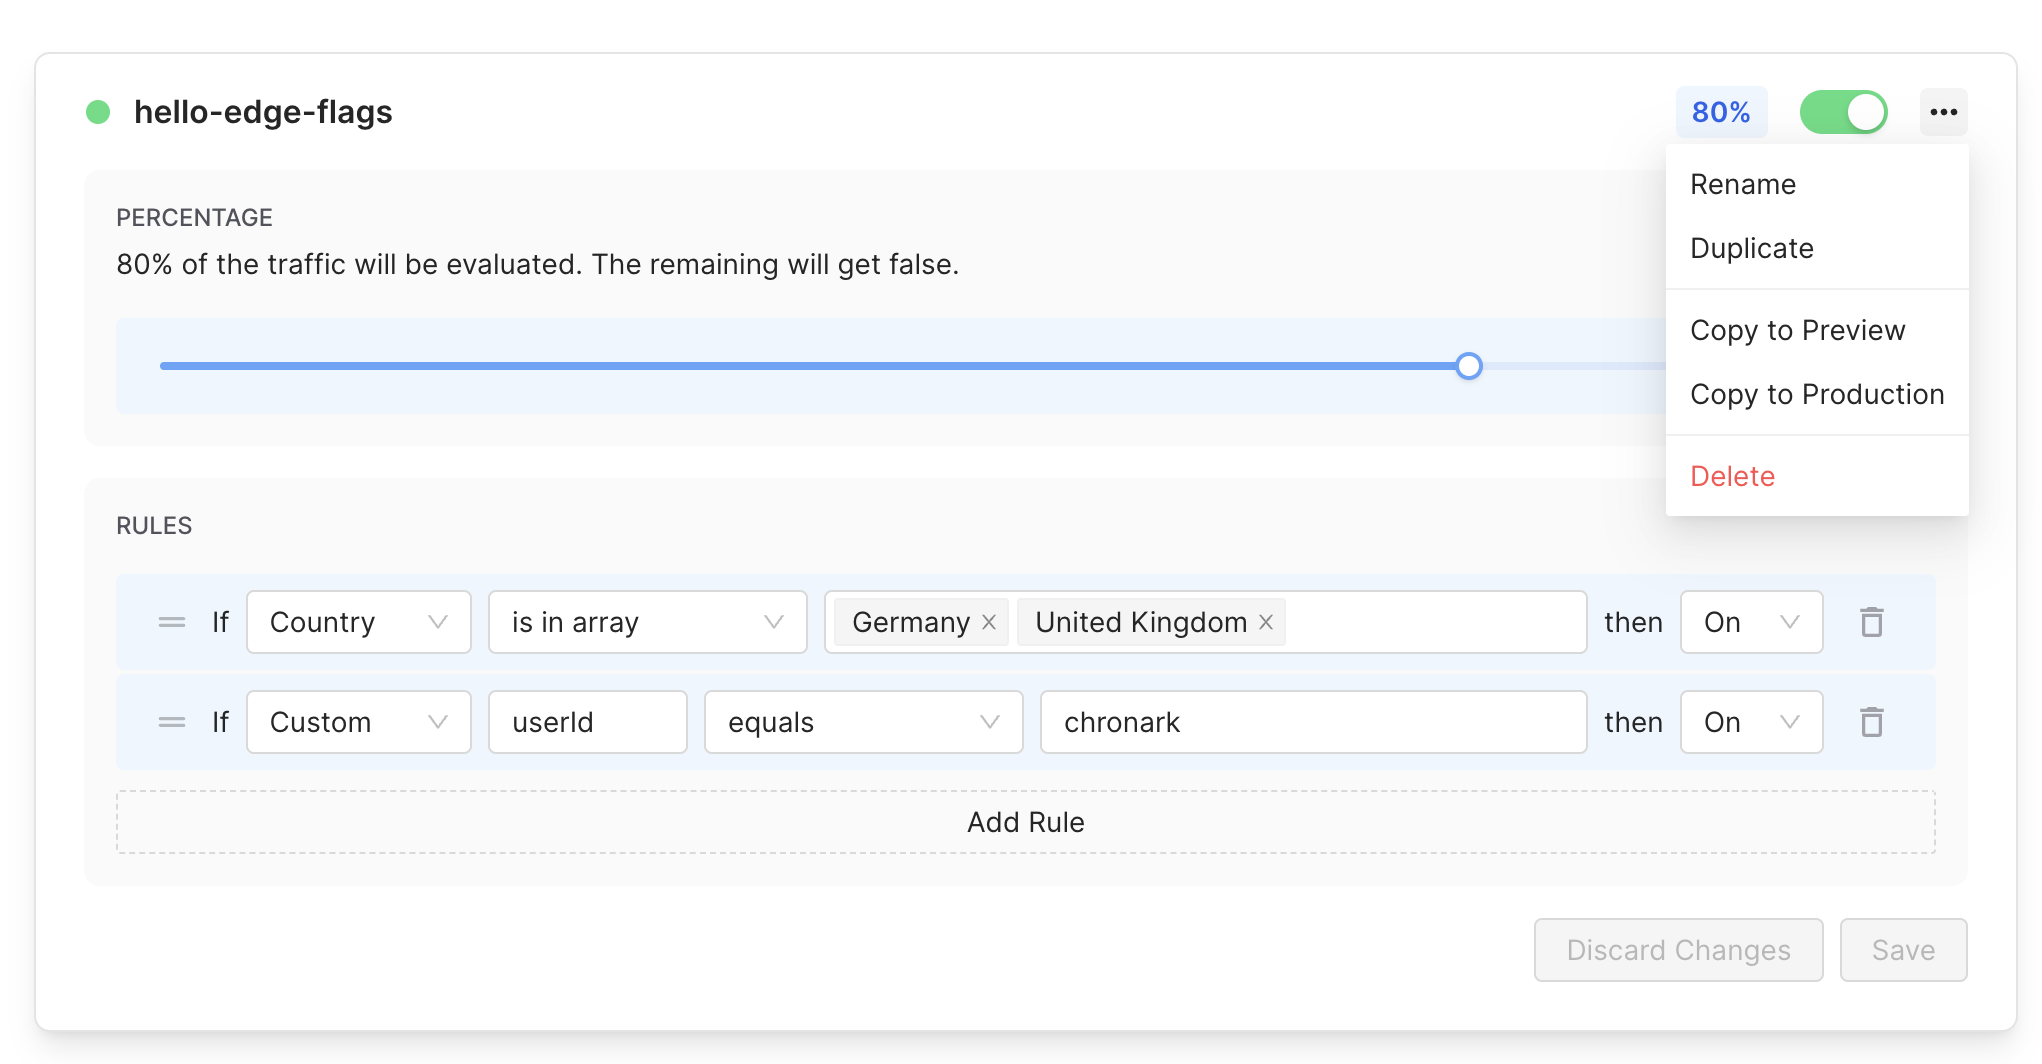 hello-edge-flags 80%
Rename
Duplicate
Copy to Preview
Copy to Production
Delete
PERCENTAGE
80% of the traffic will be evaluated. The remaining will get false.
RULES
If Country is in array Germany United Kingdom then On
If Custom userId equals chronark then On
Add Rule
Discard Changes Save